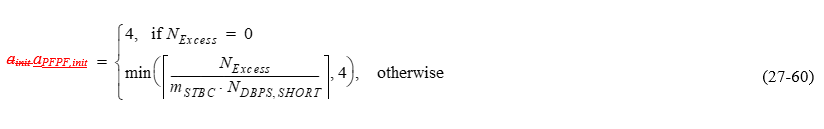 a_init a_PFPF,init = { 4, if N_Excess = 0
min(⌈ N_Excess / (m_STBC · N_DBPS,SHORT) ⌉, 4), otherwise (27-60)